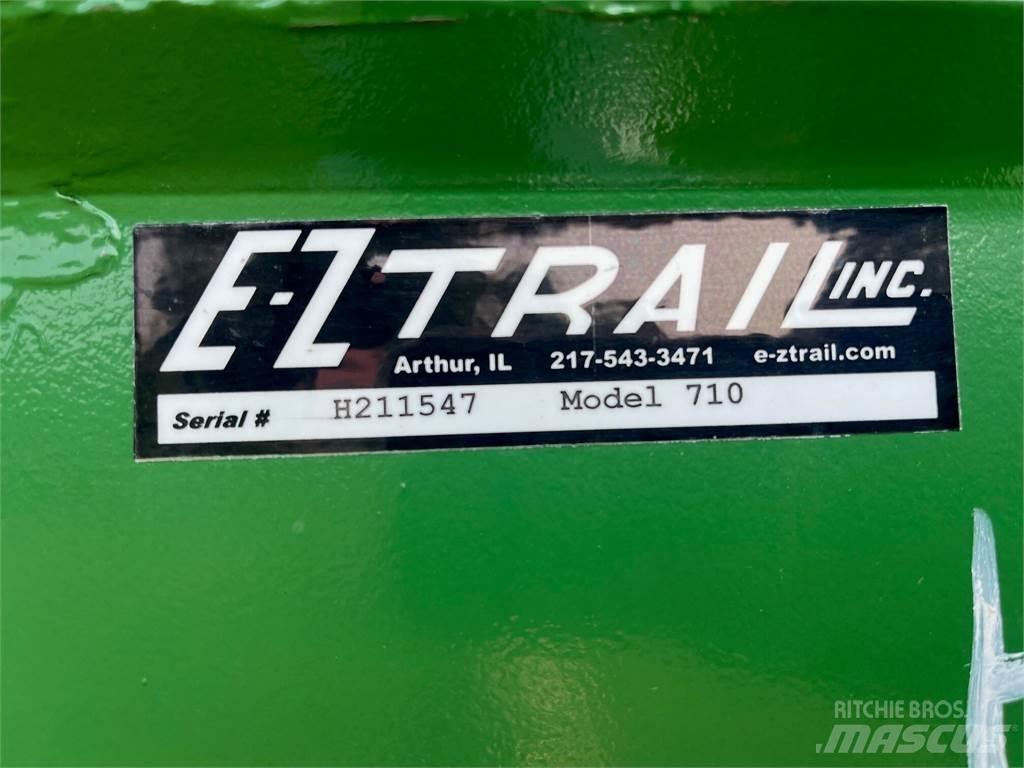 E-Z TRAIL INC.
Arthur, IL 217-543-3471 e-ztrail.com
Serial # H211547 Model 710
RITCHIE BROS.
MASCUS